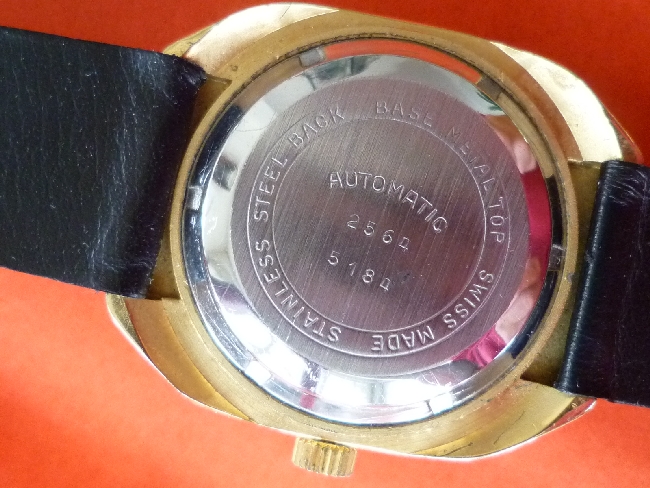 STAINLESS STEEL BACK BASE METAL TOP SWISS MADE
AUTOMATIC
2564
5184